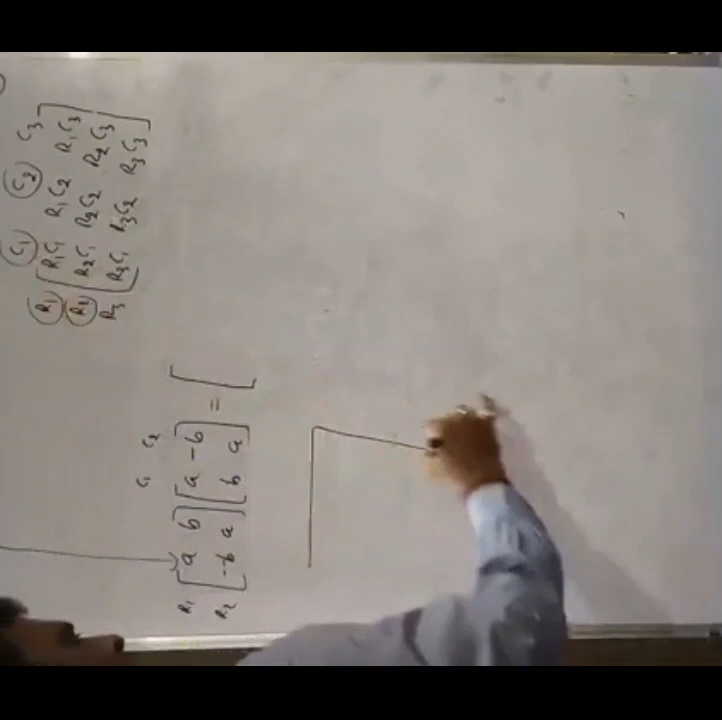 C1 C2 C3
R1 [ R1C1 R1C2 R1C3 ]
R2 [ R2C1 R2C2 R2C3 ]
R3 [ R3C1 R3C2 R3C3 ]
C1 C2
R1 [ a b ] [ a -b ] = [
R2 [ -b a ] [ b a ]